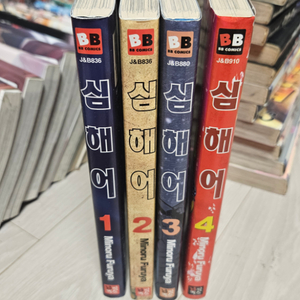 BB
BB COMICS
J&B836
심해어
1
Minoru Furuya
BB
BB COMICS
J&B836
심해어
2
Minoru Furuya
BB
BB COMICS
J&B880
심해어
3
Minoru Furuya
BB
BB COMICS
J&B910
심해어
4
Minoru Furuya